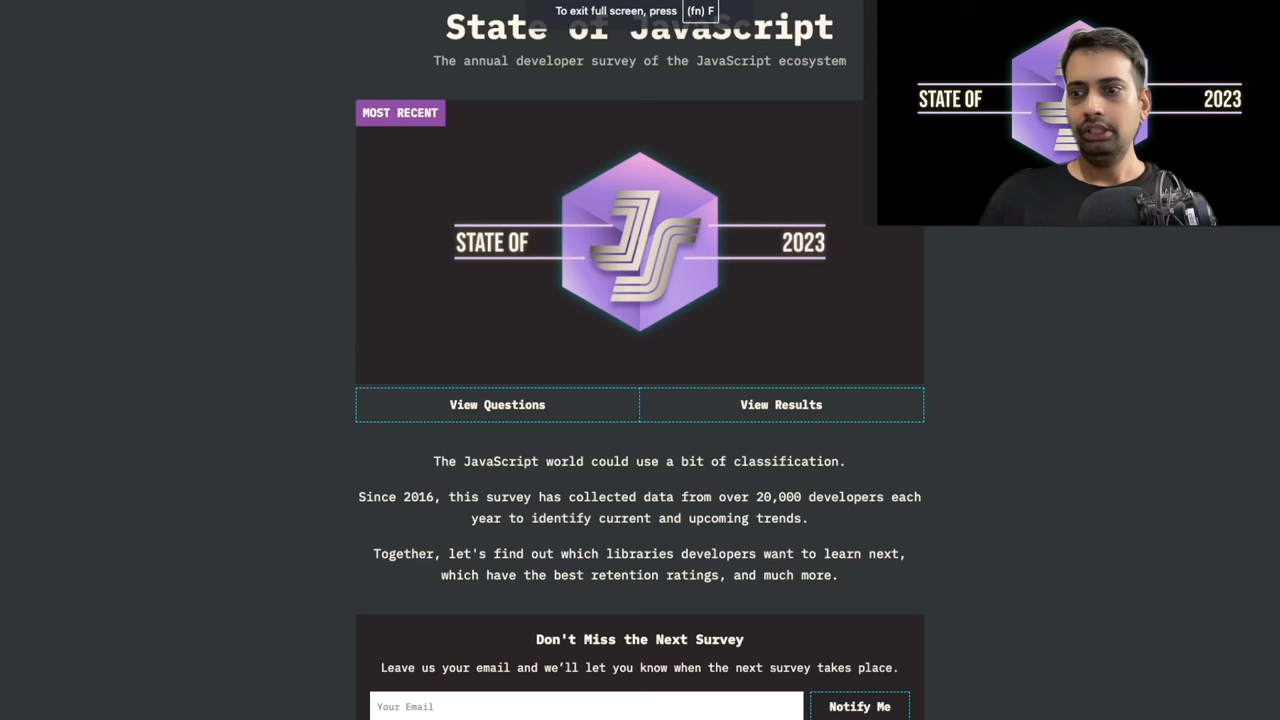 To exit full screen, press (fn) F
State of JavaScript
The annual developer survey of the JavaScript ecosystem
MOST RECENT
STATE OF JS 2023
STATE OF 2023
View Questions
View Results
The JavaScript world could use a bit of classification.
Since 2016, this survey has collected data from over 20,000 developers each
year to identify current and upcoming trends.
Together, let's find out which libraries developers want to learn next,
which have the best retention ratings, and much more.
Don't Miss the Next Survey
Leave us your email and we’ll let you know when the next survey takes place.
Your Email
Notify Me